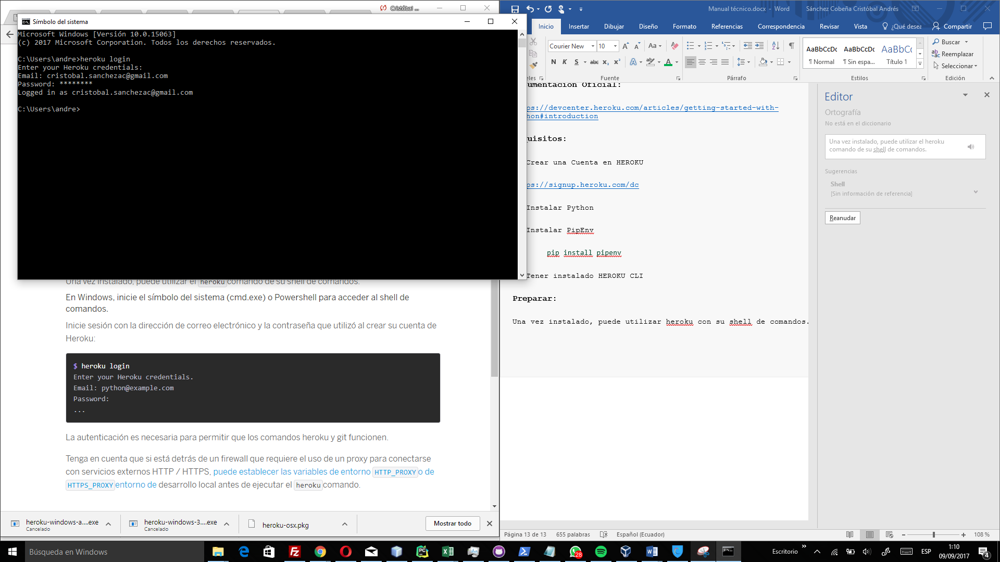 Cristóbal ...
Símbolo del sistema
Microsoft Windows [Versión 10.0.15063]
(c) 2017 Microsoft Corporation. Todos los derechos reservados.
C:\Users\andre>heroku login
Enter your Heroku credentials:
Email: cristobal.sanchezac@gmail.com
Password: ********
Logged in as cristobal.sanchezac@gmail.com
C:\Users\andre>
Una vez instalado, puede utilizar el heroku comando de su shell de comandos.
En Windows, inicie el símbolo del sistema (cmd.exe) o Powershell para acceder al shell de
comandos.
Inicie sesión con la dirección de correo electrónico y la contraseña que utilizó al crear su cuenta de
Heroku:
$ heroku login
Enter your Heroku credentials.
Email: python@example.com
Password:
...
La autenticación es necesaria para permitir que los comandos heroku y git funcionen.
Tenga en cuenta que si está detrás de un firewall que requiere el uso de un proxy para conectarse
con servicios externos HTTP / HTTPS, puede establecer las variables de entorno HTTP_PROXY o de
HTTPS_PROXY entorno de desarrollo local antes de ejecutar el heroku comando.
heroku-windows-a....exe
Cancelado
heroku-windows-3....exe
Cancelado
heroku-osx.pkg
Mostrar todo
Manual técnico.docx - Word
Sánchez Cobeña Cristóbal Andrés
Inicio Insertar Dibujar Diseño Formato Referencias Correspondencia Revisar Vista ¿Qué desea Compartir
Courier New 10 Aa
N K S abc x₂ x² A ab A
eles Fuente Párrafo Estilos Edición
AaBbCcDc AaBbCcDc AaBbC
¶ Normal ¶ Sin espa... Título 1
Buscar
Reemplazar
Seleccionar
umentación Oficial:
ps://devcenter.heroku.com/articles/getting-started-with-
hon#introduction
uisitos:
Crear una Cuenta en HEROKU
ps://signup.heroku.com/dc
Instalar Python
Instalar PipEnv
pip install pipenv
Tener instalado HEROKU CLI
Preparar:
Una vez instalado, puede utilizar heroku con su shell de comandos.
Editor
Ortografía
No está en el diccionario
Una vez instalado, puede utilizar el heroku
comando de su shell de comandos.
Sugerencias
Shell
[Sin información de referencia]
Reanudar
Página 13 de 13 655 palabras Español (Ecuador) 108 %
Búsqueda en Windows
28
Escritorio
ESP
1:10
09/09/2017
4